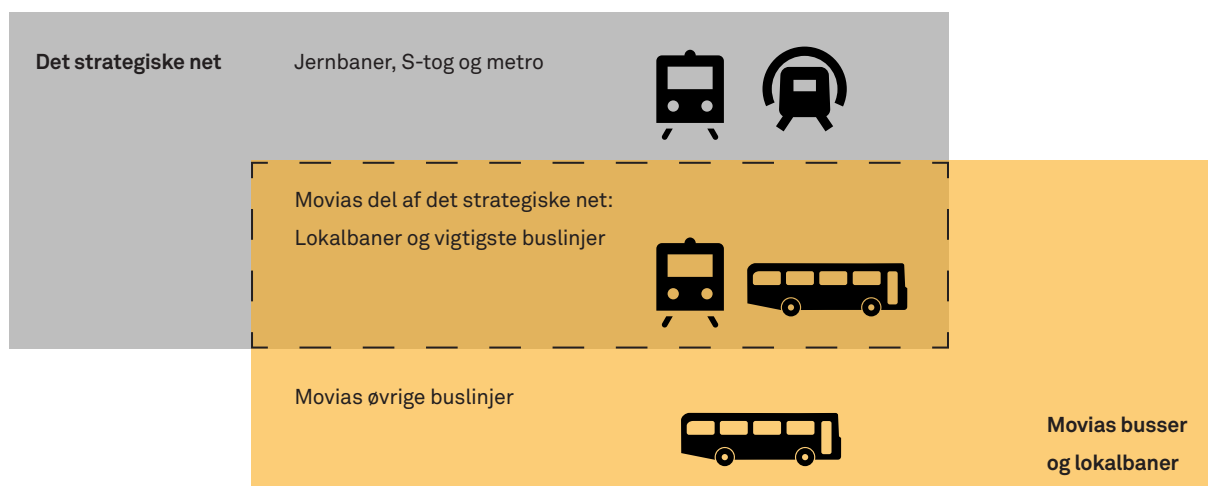 Det strategiske net
Jernbaner, S-tog og metro
Movias del af det strategiske net:
Lokalbaner og vigtigste buslinjer
Movias øvrige buslinjer
Movias busser
og lokalbaner